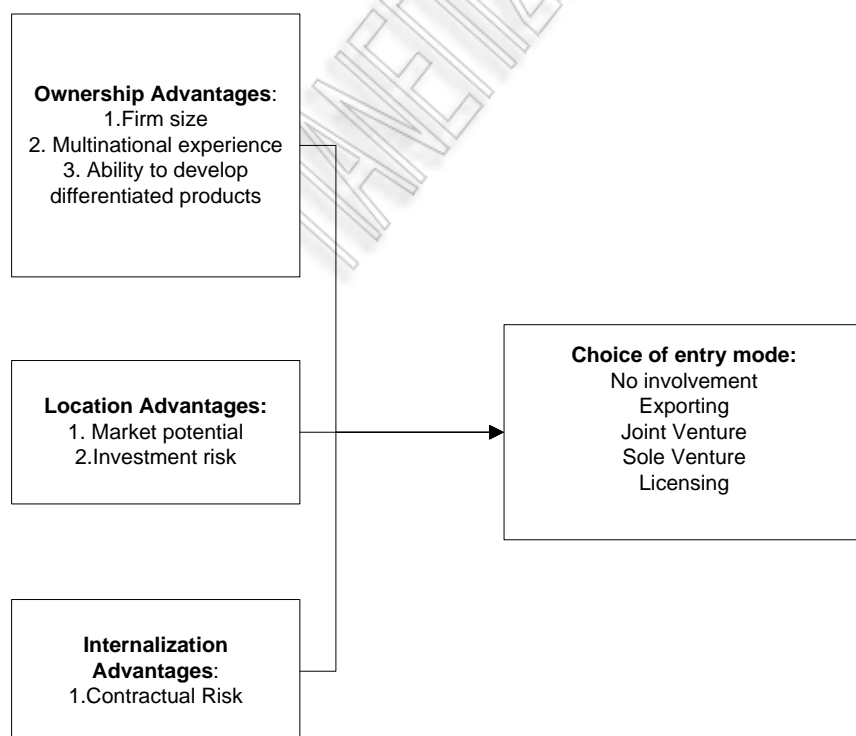 Ownership Advantages:
1.Firm size
2. Multinational experience
3. Ability to develop
differentiated products
Location Advantages:
1. Market potential
2.Investment risk
Internalization
Advantages:
1.Contractual Risk
Choice of entry mode:
No involvement
Exporting
Joint Venture
Sole Venture
Licensing